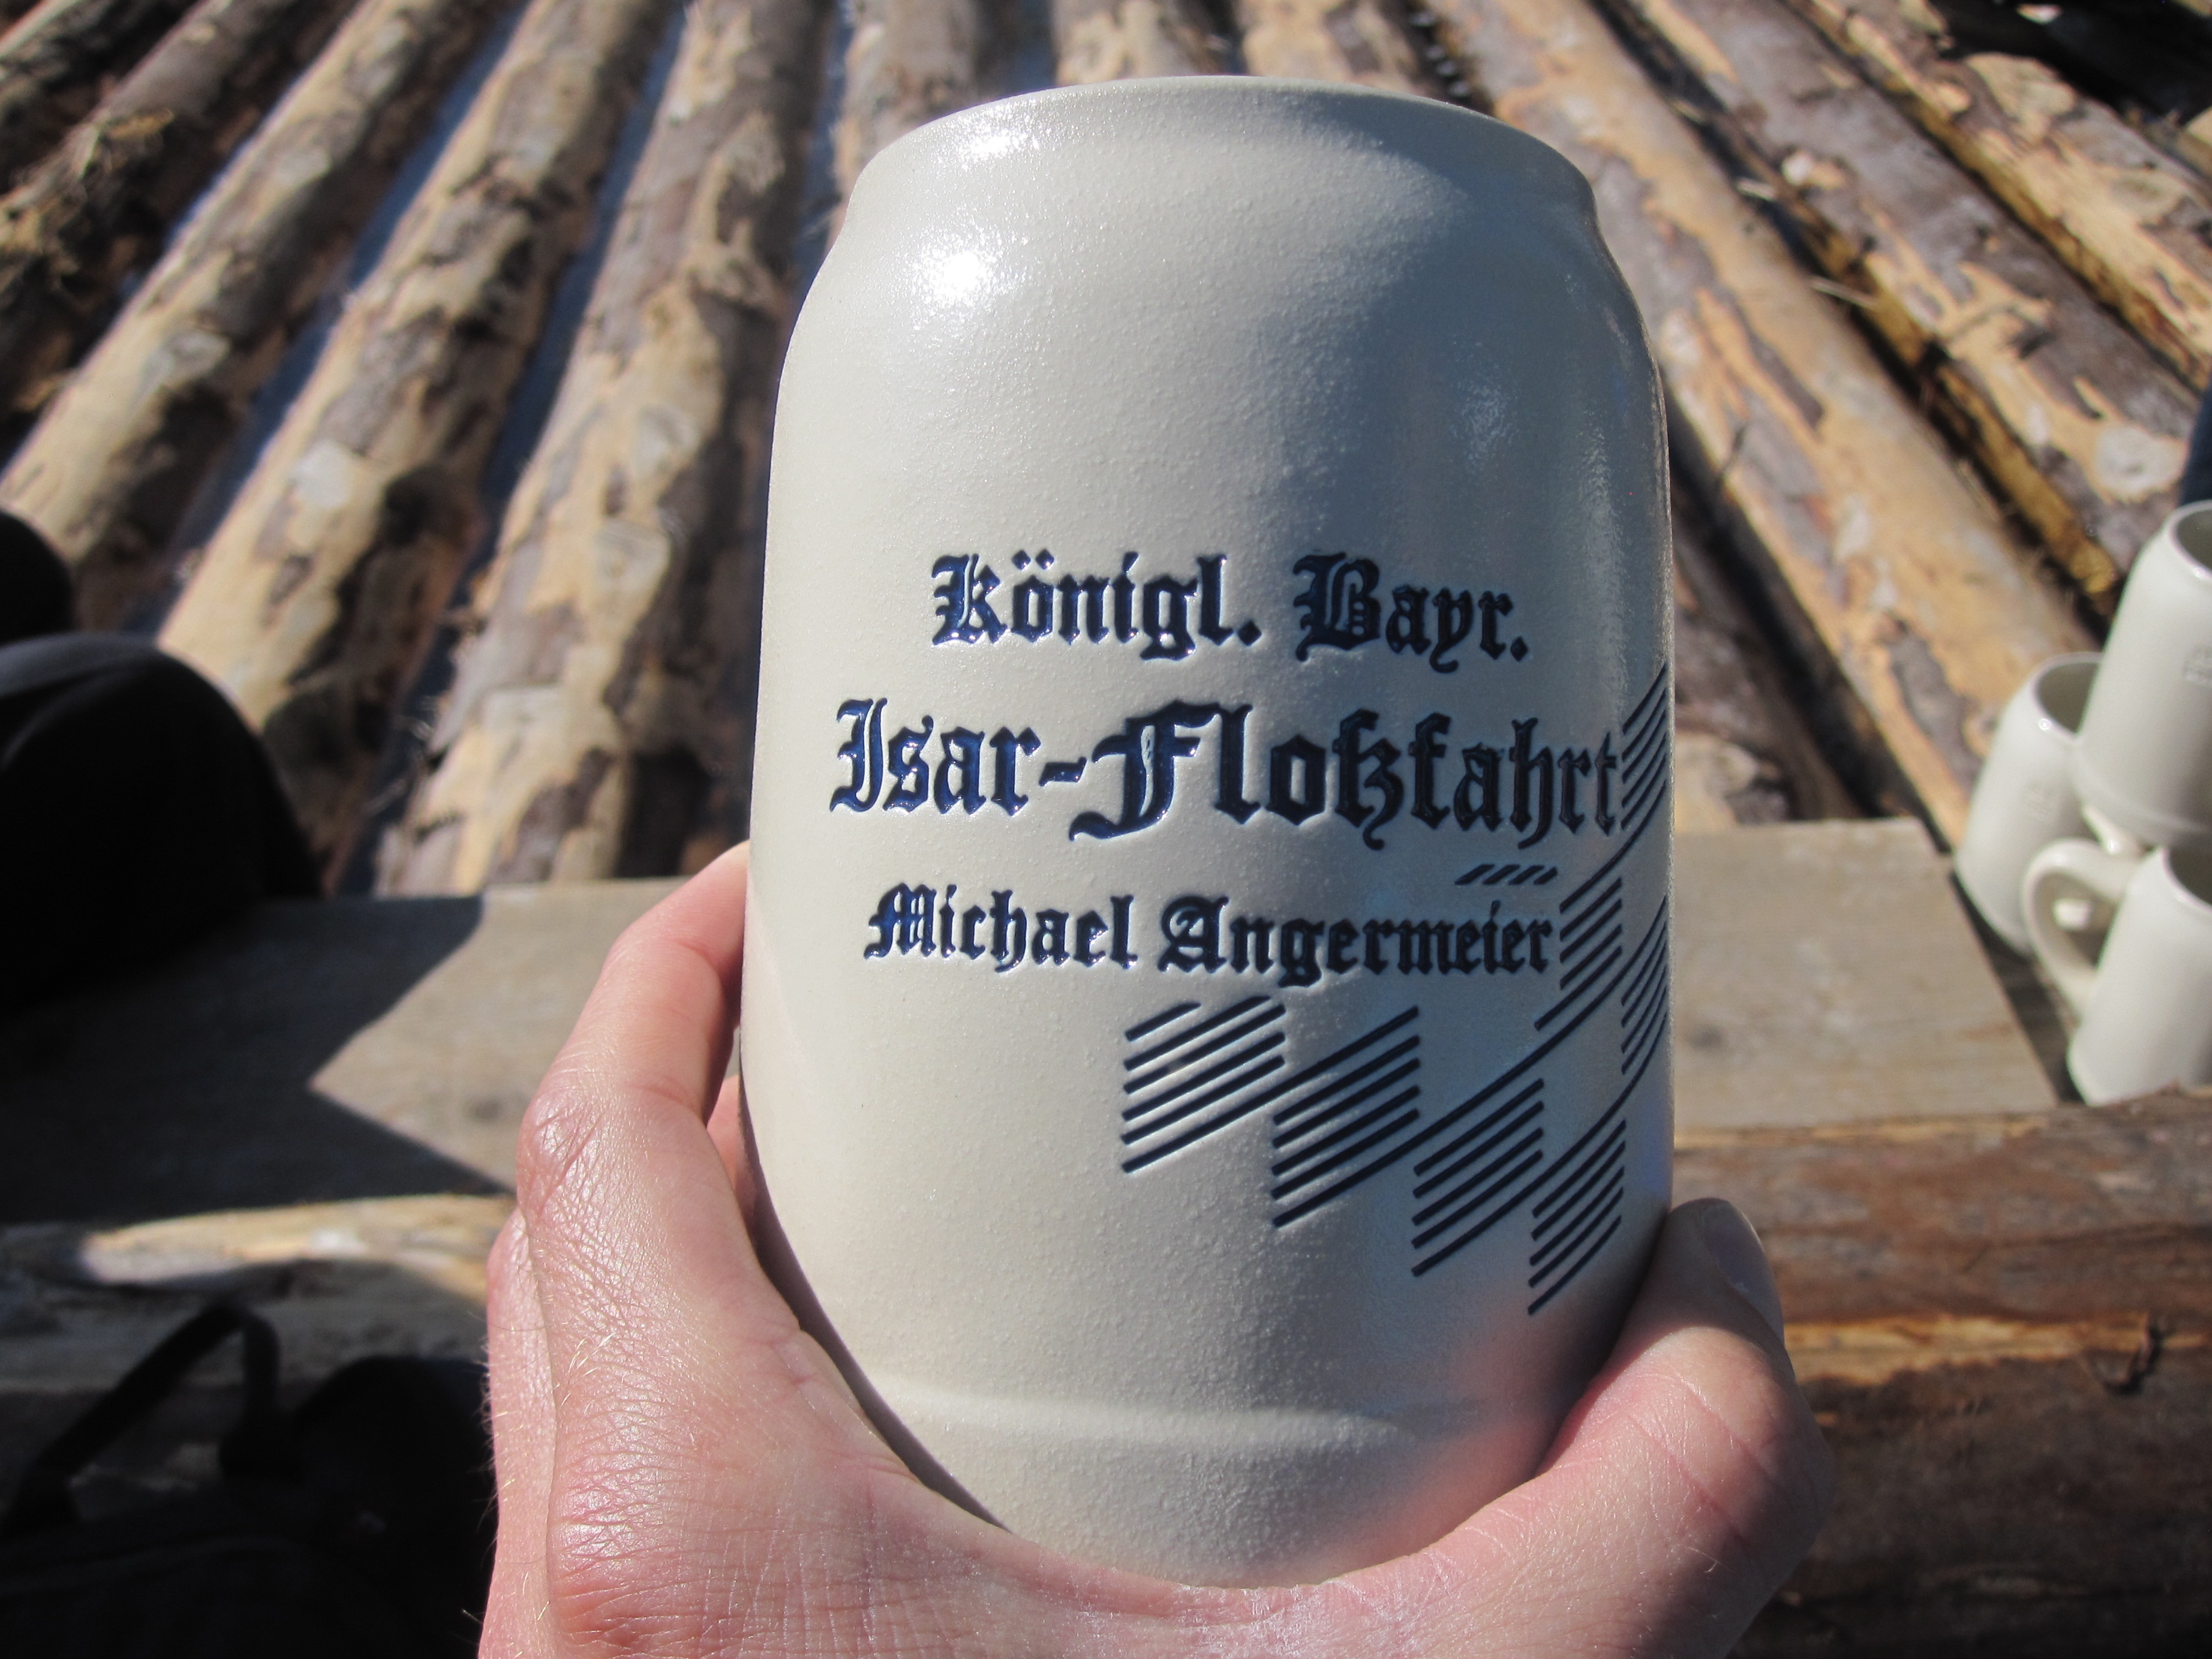 Königl. Bayr.
Isar-Floßfahrt
Michael Angermeier